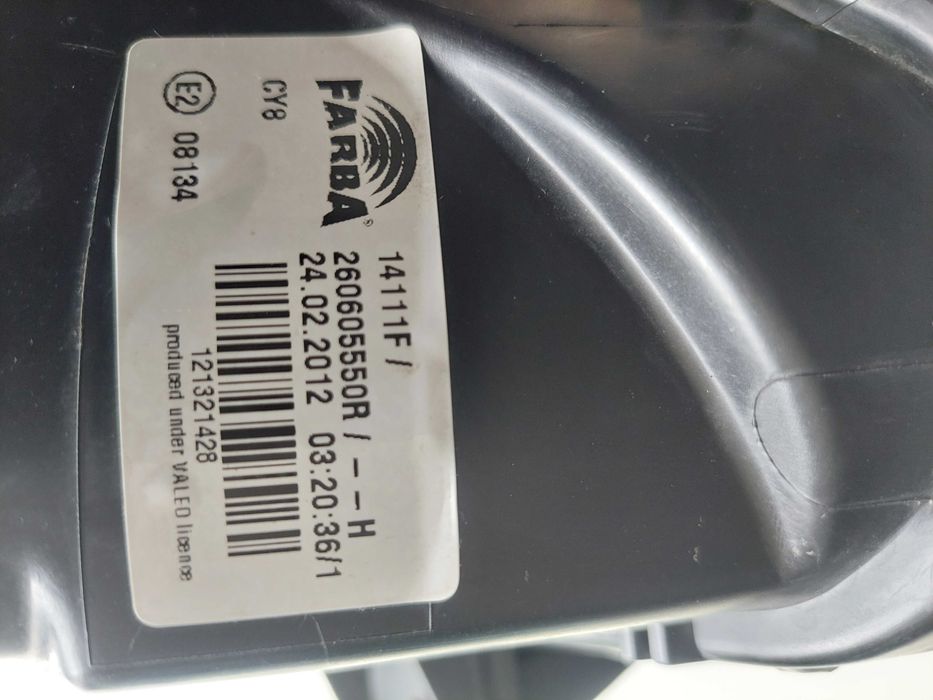 FARBA®
CY8
E2 08134
14111F /
260605550R / - - H
24.02.2012 03:20:36/1
121321428
produced under VALEO licence